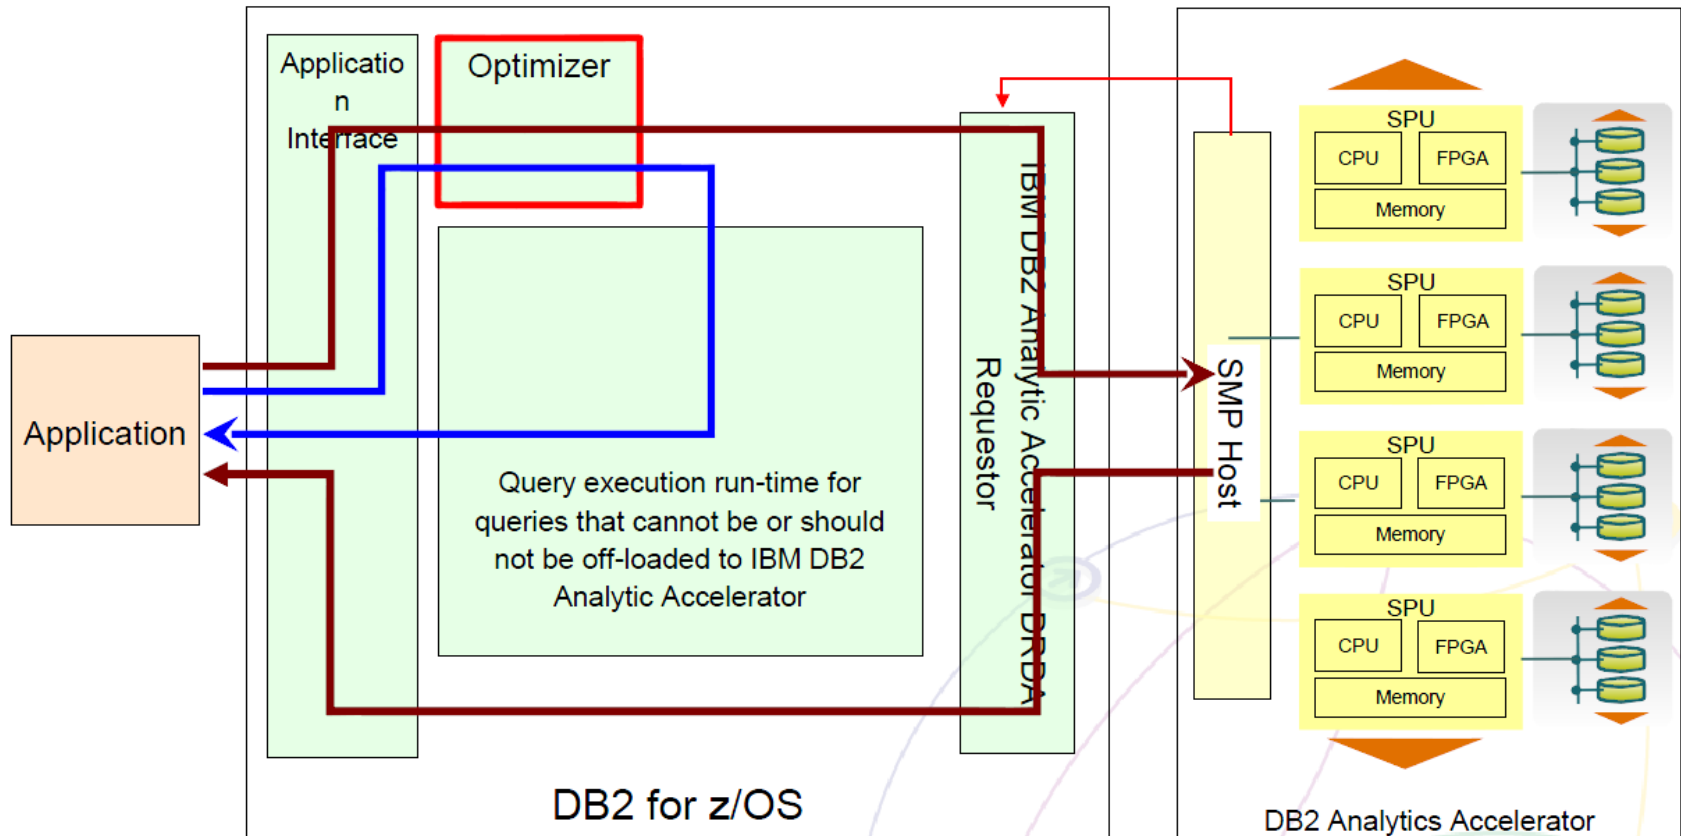 Applicatio
n
Interface
Optimizer
Application
Query execution run-time for
queries that cannot be or should
not be off-loaded to IBM DB2
Analytic Accelerator
IBM DB2 Analytic Accelerator DRDA
Requestor
DB2 for z/OS
SMP Host
SPU
CPU
FPGA
Memory
SPU
CPU
FPGA
Memory
SPU
CPU
FPGA
Memory
SPU
CPU
FPGA
Memory
DB2 Analytics Accelerator